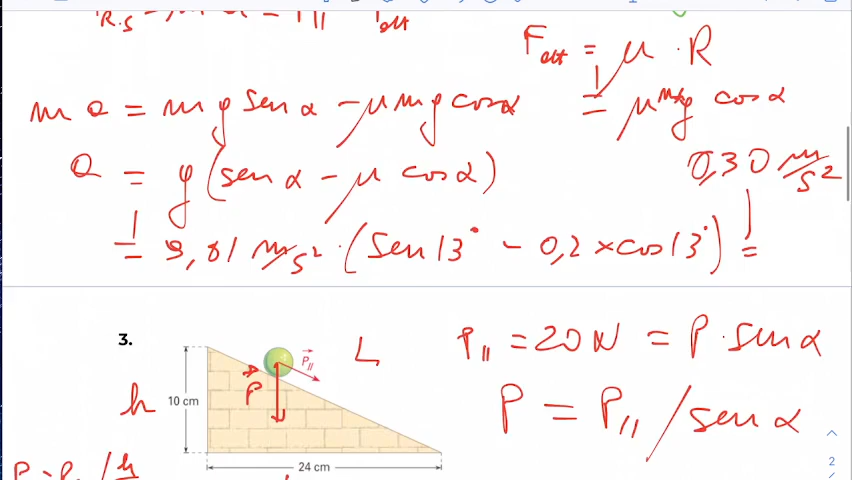 F_att = μ · R
m a = m g sen α - μ m g cos α
= μ m g cos α
a = g (sen α - μ cos α)
0,30 m/s²
= 9,81 m/s² · (sen 13° - 0,2 × cos 13°) =
3.
P∥
L
P∥ = 20 N = P · sen α
P
h
10 cm
P = P∥ / sen α
24 cm
2